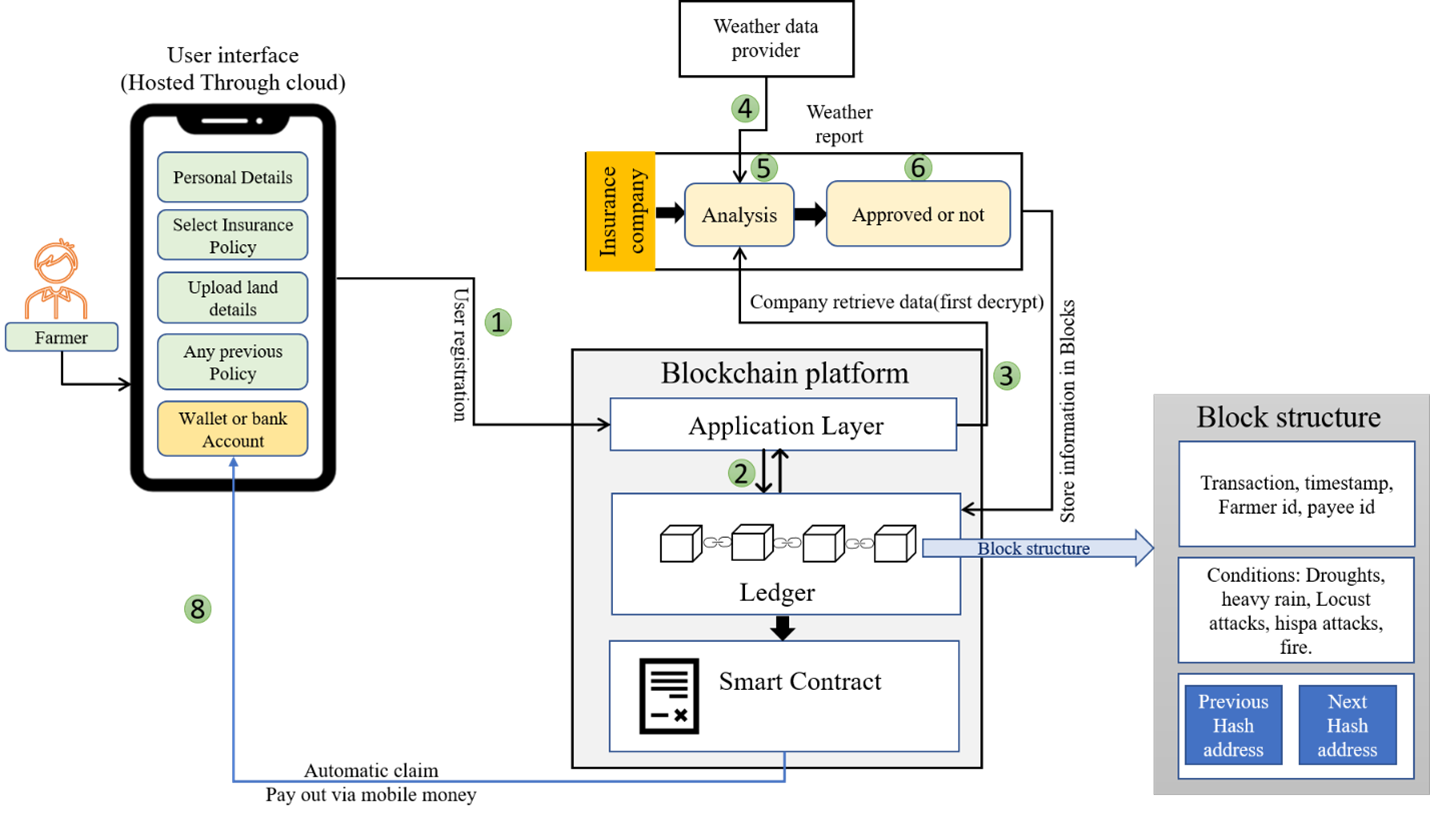 User interface
(Hosted Through cloud)
Personal Details
Select Insurance
Policy
Upload land
details
Any previous
Policy
Wallet or bank
Account
Farmer
User registration
1
Weather data
provider
4
Weather
report
Insurance
company
5
Analysis
6
Approved or not
Company retrieve data(first decrypt)
3
Store information in Blocks
Blockchain platform
Application Layer
2
Ledger
Block structure
Smart Contract
8
Automatic claim
Pay out via mobile money
Block structure
Transaction, timestamp,
Farmer id, payee id
Conditions: Droughts,
heavy rain, Locust
attacks, hispa attacks,
fire.
Previous
Hash
address
Next
Hash
address